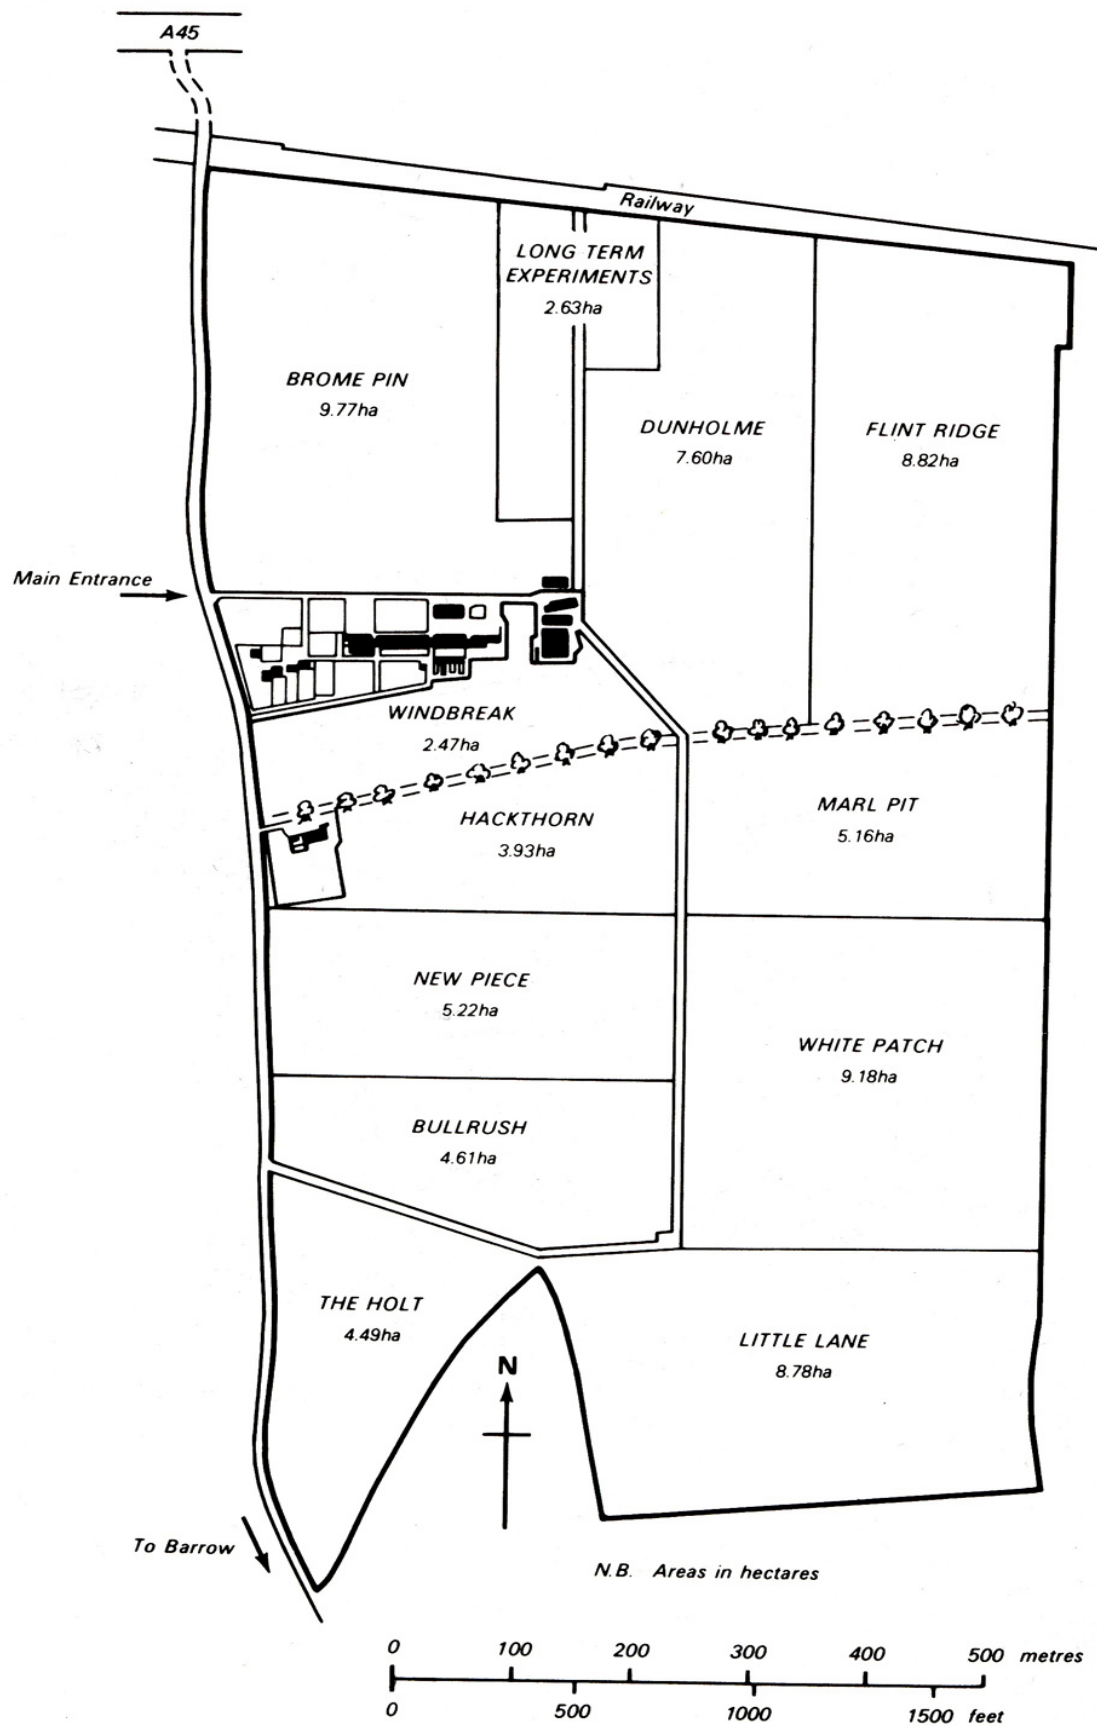 A45
Railway
LONG TERM
EXPERIMENTS
2.63ha
BROME PIN
9.77ha
DUNHOLME
7.60ha
FLINT RIDGE
8.82ha
Main Entrance
WINDBREAK
2.47ha
HACKTHORN
3.93ha
MARL PIT
5.16ha
NEW PIECE
5.22ha
WHITE PATCH
9.18ha
BULLRUSH
4.61ha
THE HOLT
4.49ha
LITTLE LANE
8.78ha
N
To Barrow
N.B. Areas in hectares
0 100 200 300 400 500 metres
0 500 1000 1500 feet